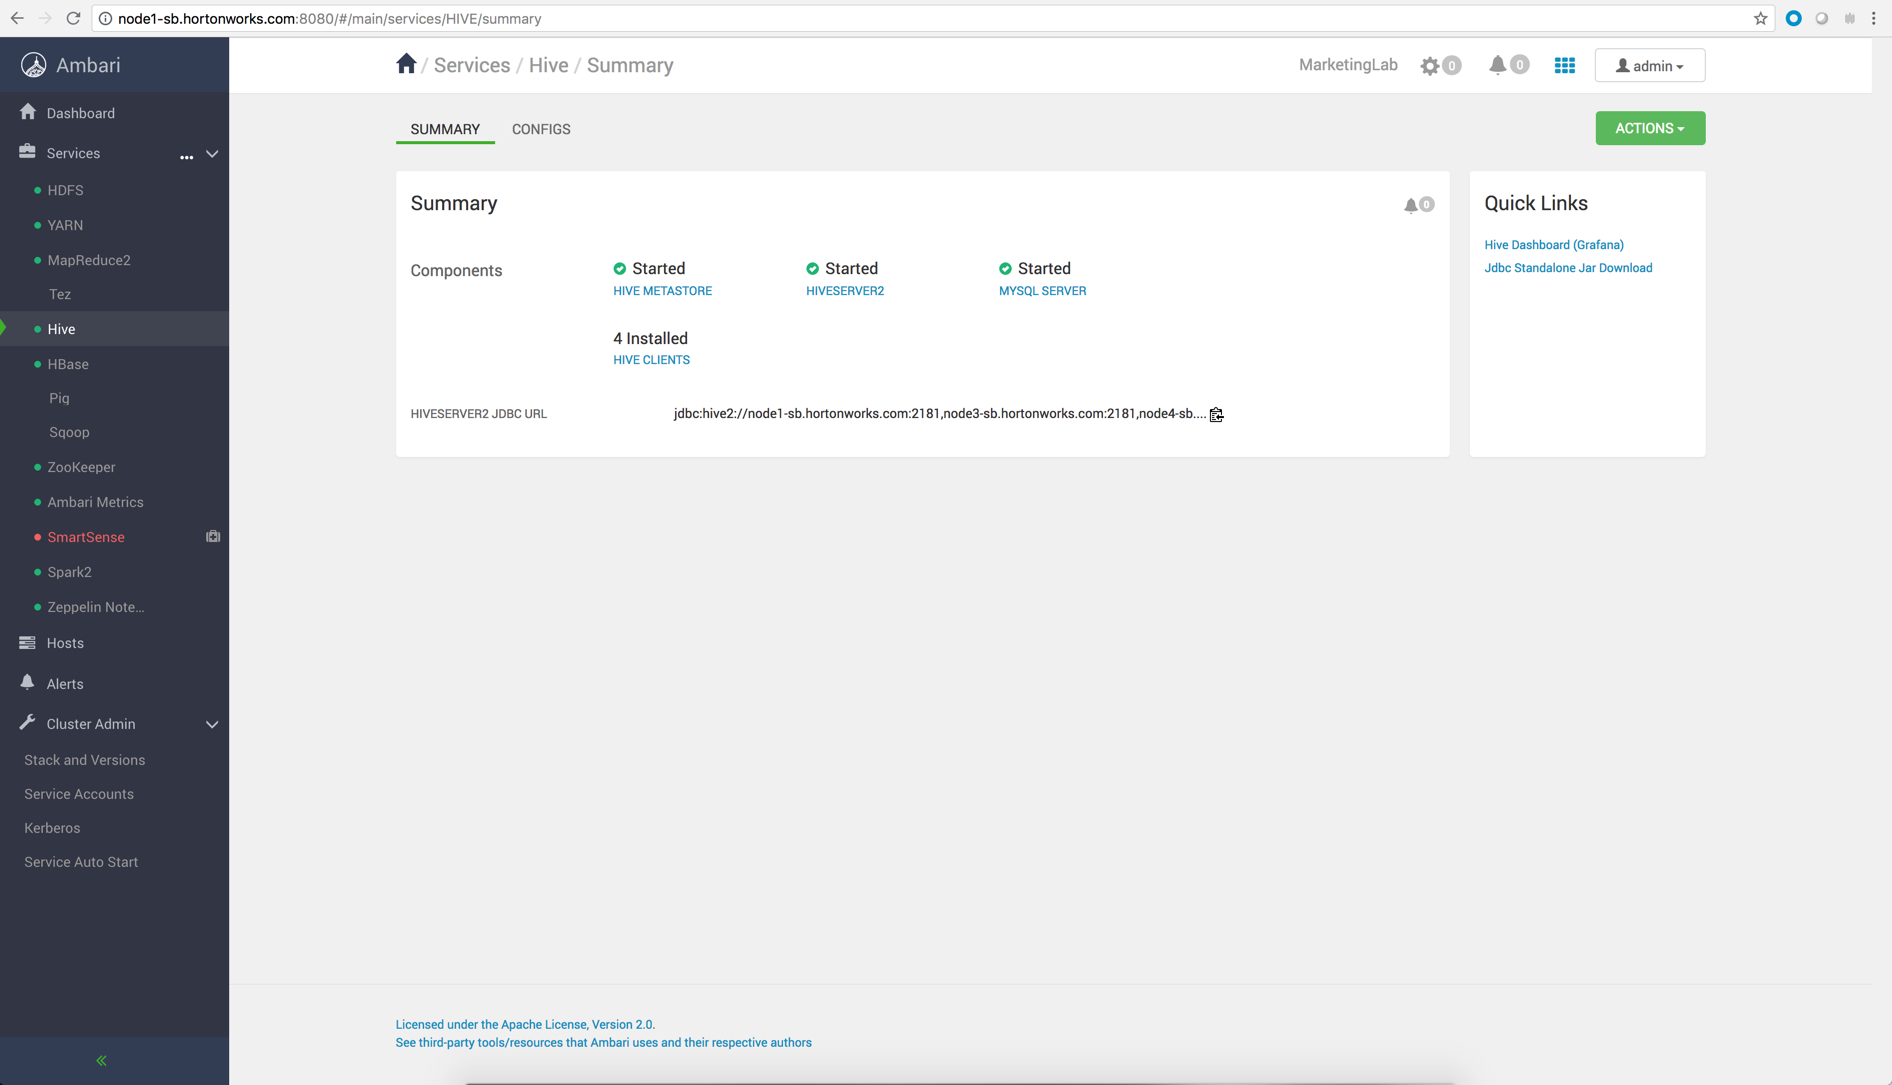 node1-sb.hortonworks.com:8080/#/main/services/HIVE/summary
Ambari
/ Services / Hive / Summary
MarketingLab
0
0
admin
Dashboard
Services
...
HDFS
YARN
MapReduce2
Tez
Hive
HBase
Pig
Sqoop
ZooKeeper
Ambari Metrics
SmartSense
Spark2
Zeppelin Note...
Hosts
Alerts
Cluster Admin
Stack and Versions
Service Accounts
Kerberos
Service Auto Start
SUMMARY
CONFIGS
ACTIONS
Summary
0
Components
Started
HIVE METASTORE
Started
HIVESERVER2
Started
MYSQL SERVER
4 Installed
HIVE CLIENTS
HIVESERVER2 JDBC URL
jdbc:hive2://node1-sb.hortonworks.com:2181,node3-sb.hortonworks.com:2181,node4-sb....
Quick Links
Hive Dashboard (Grafana)
Jdbc Standalone Jar Download
Licensed under the Apache License, Version 2.0.
See third-party tools/resources that Ambari uses and their respective authors